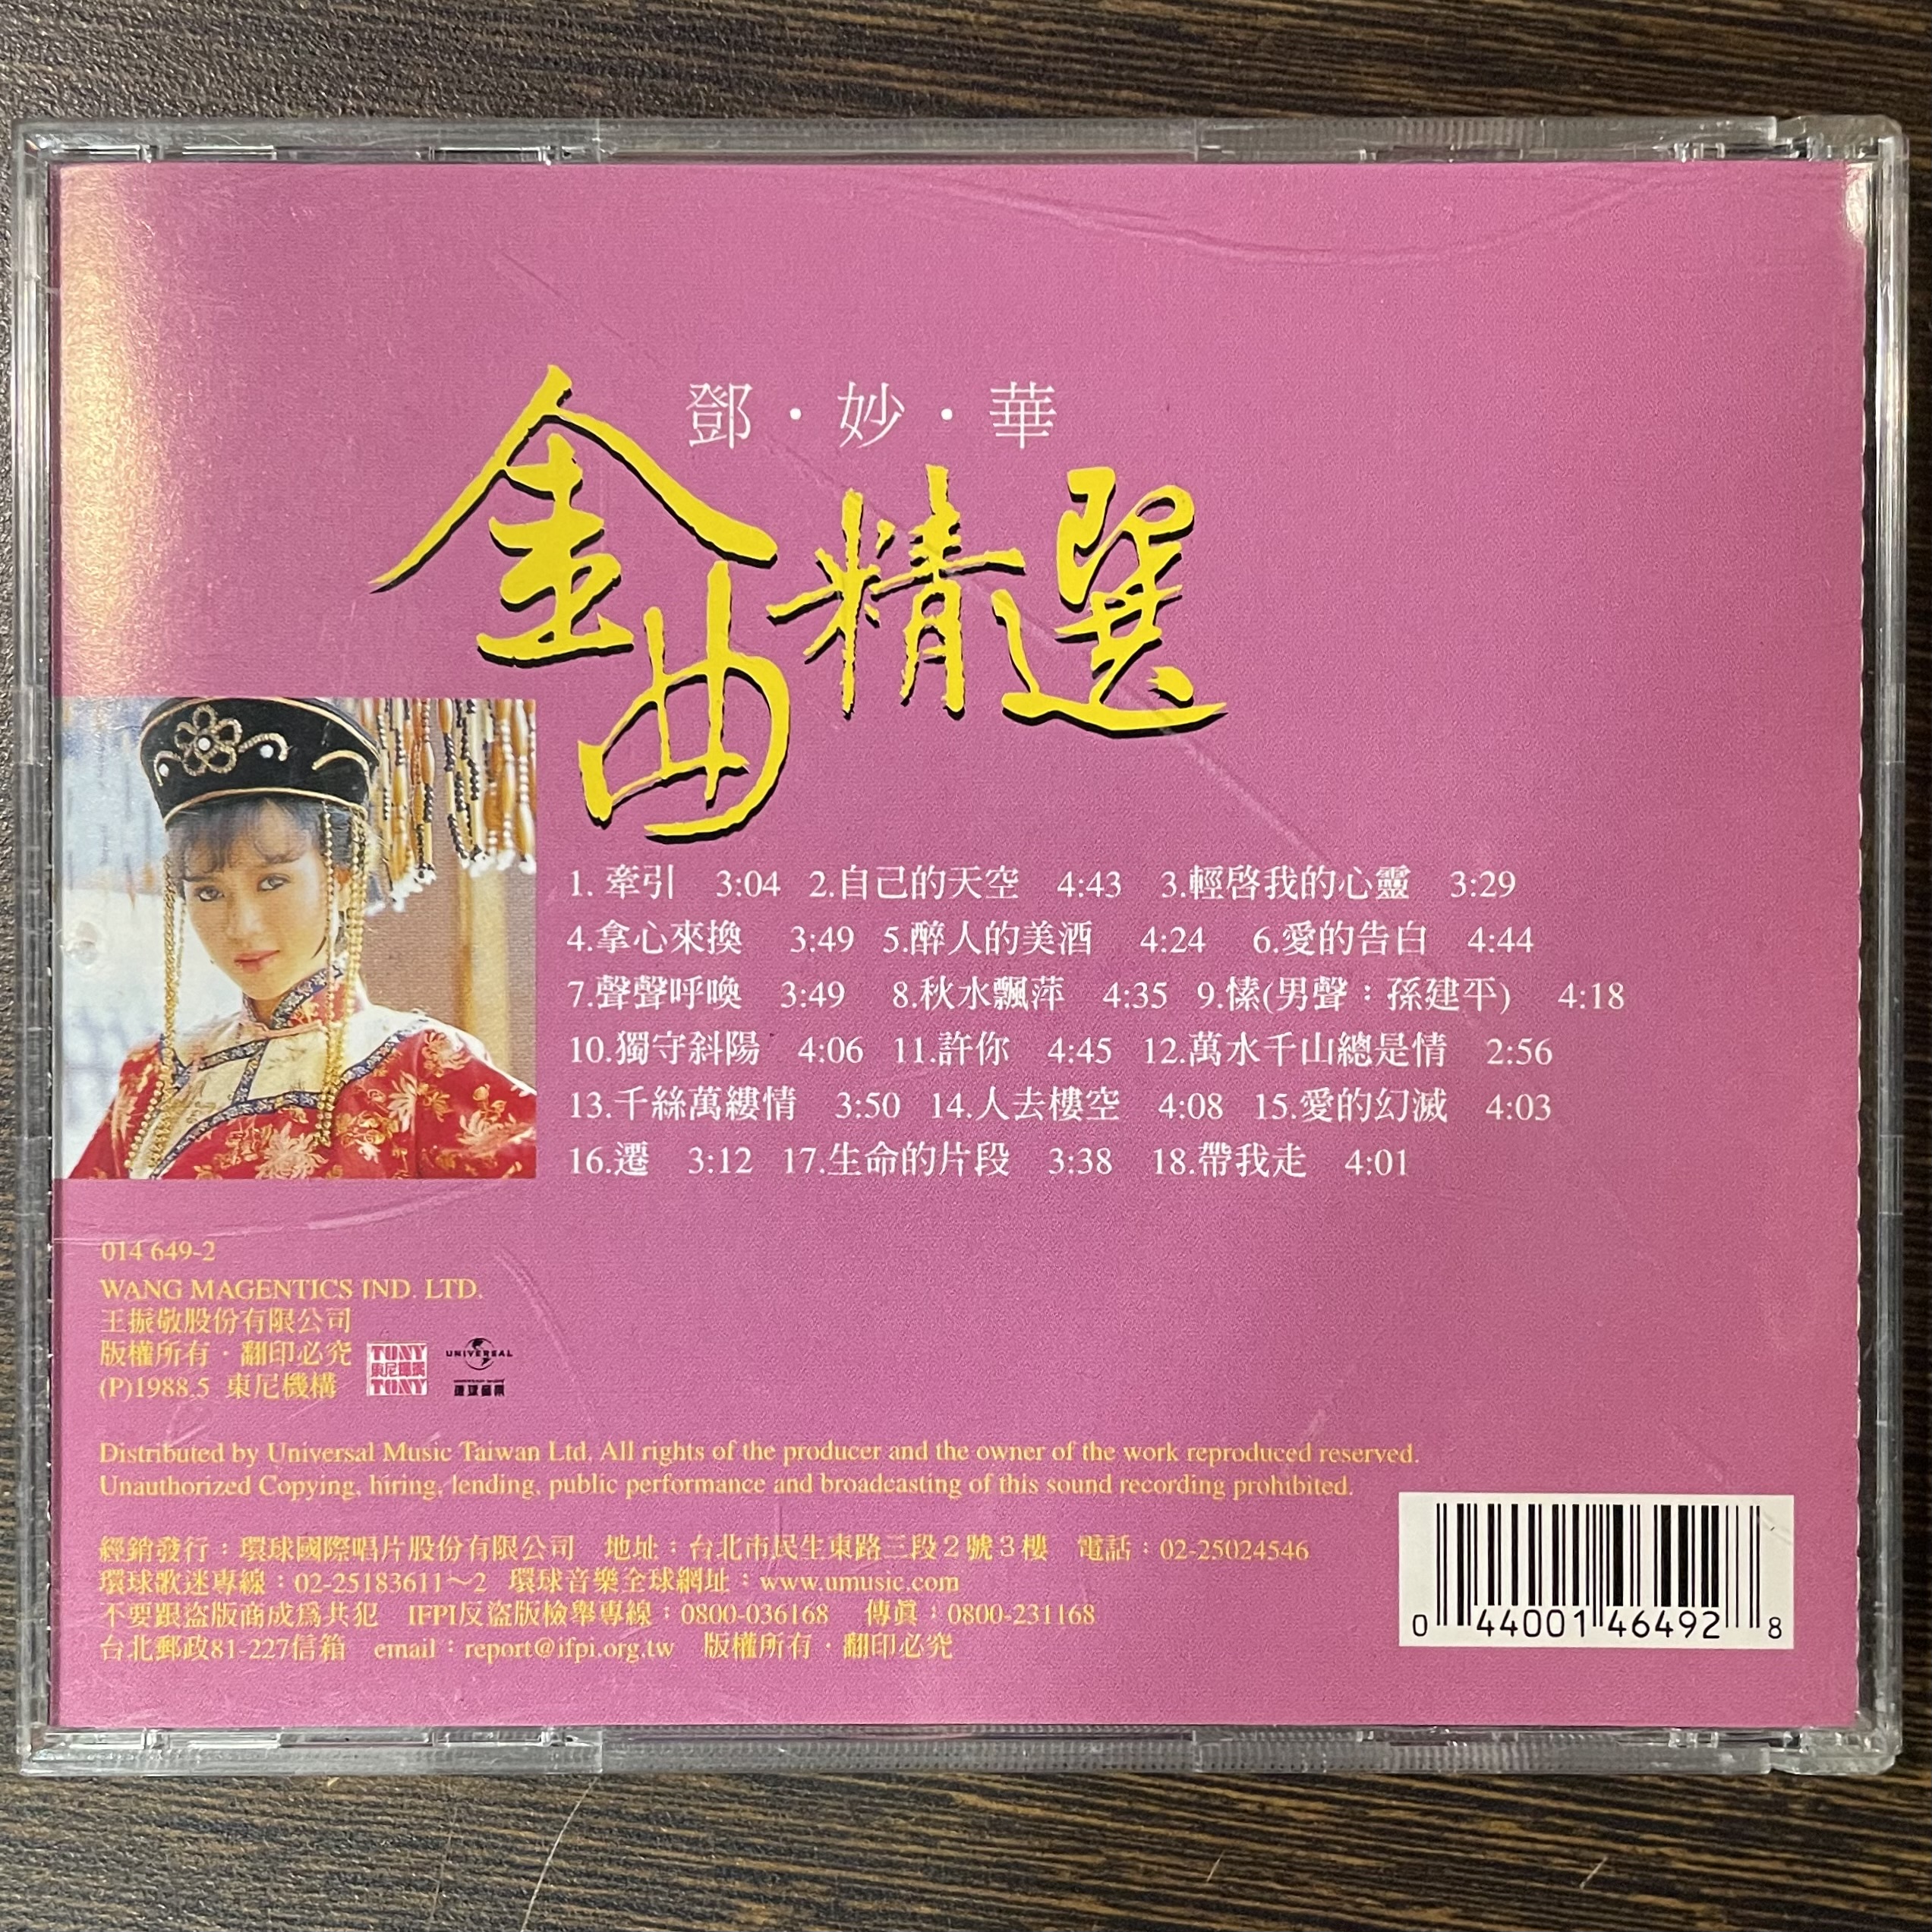 鄧·妙·華
金曲精選
1. 牽引 3:04 2.自己的天空 4:43 3.輕啓我的心靈 3:29
4.拿心來換 3:49 5.醉人的美酒 4:24 6.愛的告白 4:44
7.聲聲呼喚 3:49 8.秋水飄萍 4:35 9.愫(男聲：孫建平) 4:18
10.獨守斜陽 4:06 11.許你 4:45 12.萬水千山總是情 2:56
13.千絲萬縷情 3:50 14.人去樓空 4:08 15.愛的幻滅 4:03
16.遷 3:12 17.生命的片段 3:38 18.帶我走 4:01
014 649-2
WANG MAGENTICS IND. LTD.
王振敬股份有限公司
版權所有·翻印必究
(P)1988.5 東尼機構
TONY
東尼機構
TONY
UNIVERSAL
環球音樂
Distributed by Universal Music Taiwan Ltd. All rights of the producer and the owner of the work reproduced reserved.
Unauthorized Copying, hiring, lending, public performance and broadcasting of this sound recording prohibited.
經銷發行：環球國際唱片股份有限公司 地址：台北市民生東路三段２號３樓 電話：02-25024546
環球歌迷專線：02-25183611～2 環球音樂全球網址：www.umusic.com
不要跟盜版商成爲共犯 IFPI反盜版檢舉專線：0800-036168 傳眞：0800-231168
台北郵政81-227信箱 email：report@ifpi.org.tw 版權所有·翻印必究
0 44001 46492 8